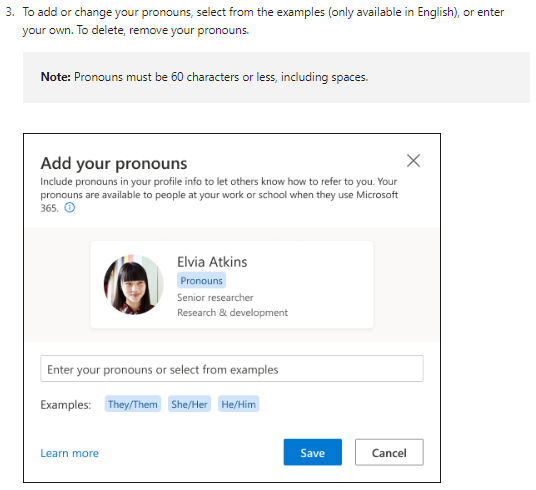 3. To add or change your pronouns, select from the examples (only available in English), or enter
your own. To delete, remove your pronouns.
Note: Pronouns must be 60 characters or less, including spaces.
Add your pronouns
Include pronouns in your profile info to let others know how to refer to you. Your
pronouns are available to people at your work or school when they use Microsoft
365.
Elvia Atkins
Pronouns
Senior researcher
Research & development
Enter your pronouns or select from examples
Examples: They/Them She/Her He/Him
Learn more Save Cancel